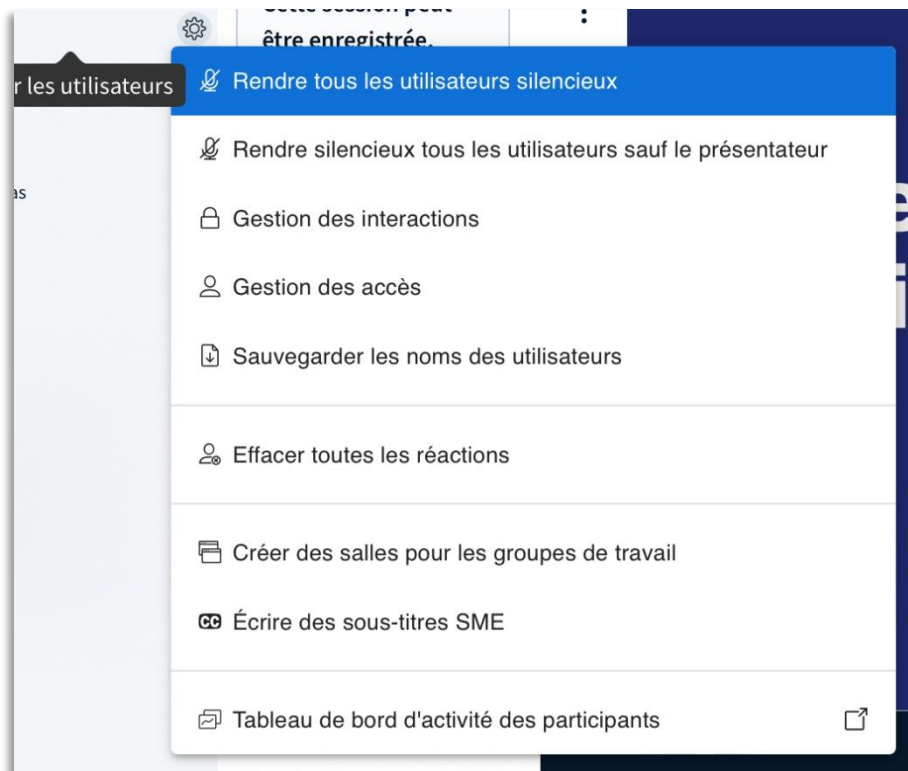 être enregistrée.
r les utilisateurs
Rendre tous les utilisateurs silencieux
Rendre silencieux tous les utilisateurs sauf le présentateur
as
Gestion des interactions
Gestion des accès
Sauvegarder les noms des utilisateurs
Effacer toutes les réactions
Créer des salles pour les groupes de travail
CC Écrire des sous-titres SME
Tableau de bord d'activité des participants